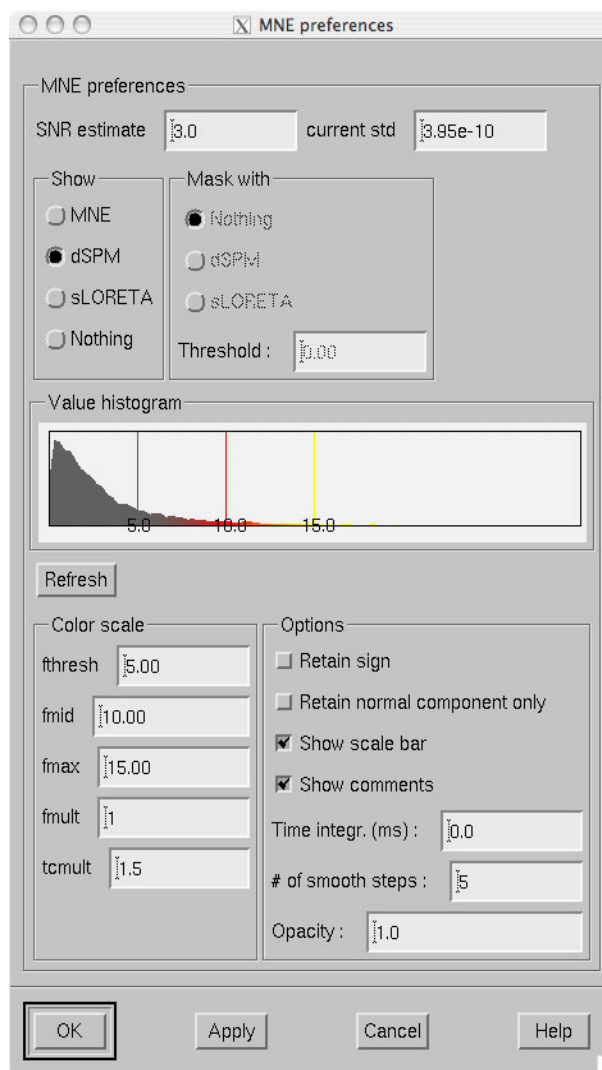 MNE preferences
MNE preferences
SNR estimate 3.0 current std 3.95e-10
Show
MNE
dSPM
sLORETA
Nothing
Mask with
Nothing
dSPM
sLORETA
Threshold : 0.00
Value histogram
5.0 10.0 15.0
Refresh
Color scale
fthresh 5.00
fmid 10.00
fmax 15.00
fmult 1
tcmult 1.5
Options
Retain sign
Retain normal component only
Show scale bar
Show comments
Time integr. (ms) : 0.0
# of smooth steps : 5
Opacity : 1.0
OK Apply Cancel Help